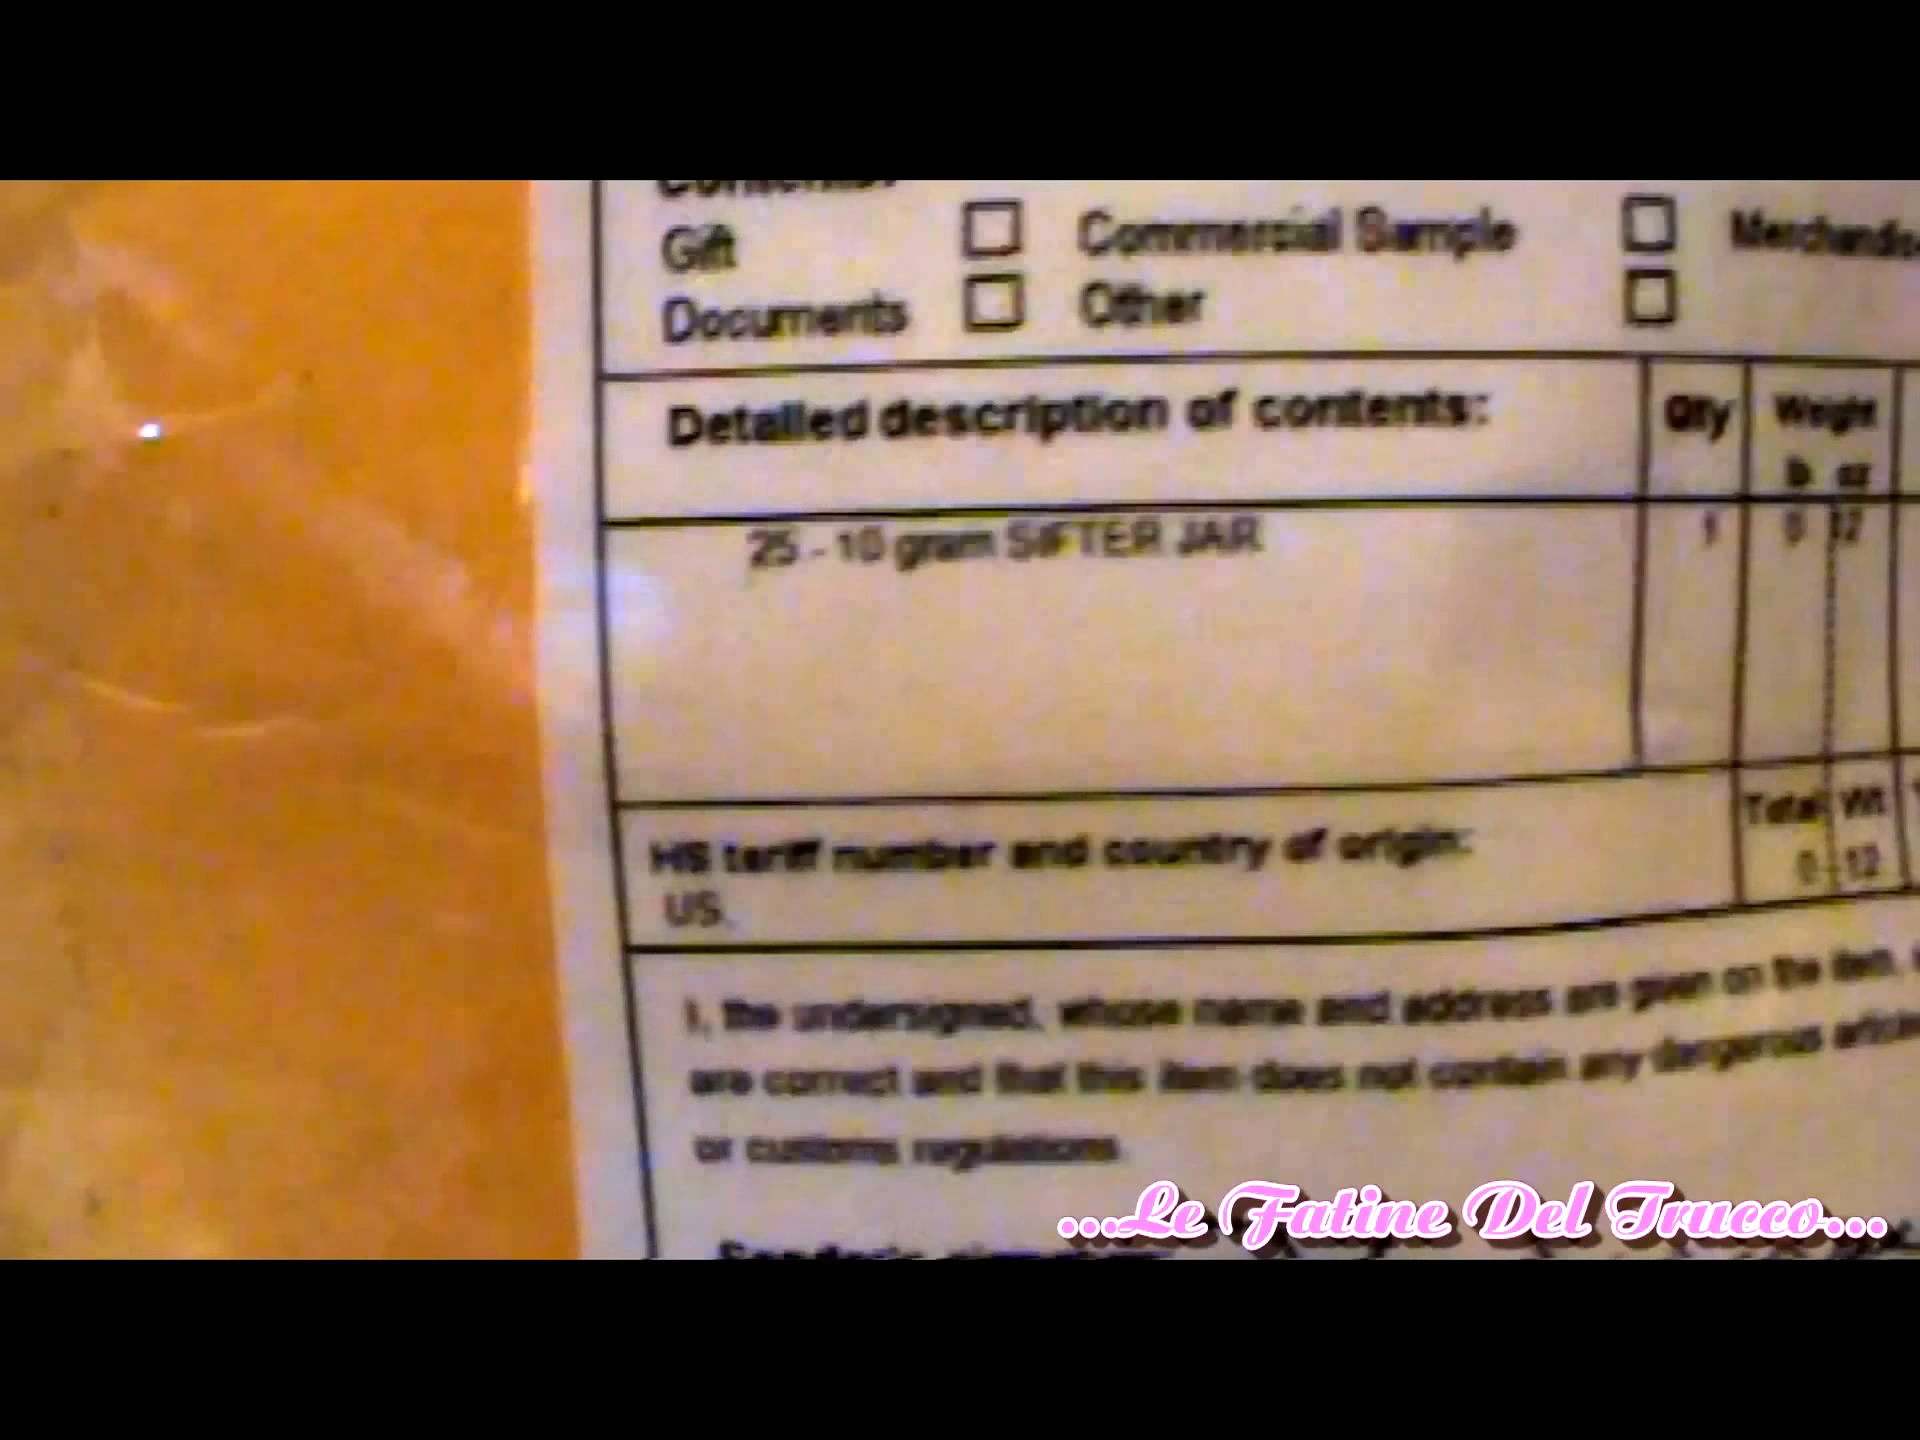 Gift Commercial Sample
Documents Other
Detailed description of contents: Qty Weight
lb oz
25 - 10 gram SIFTER JAR 1 0 12
Total Wt
HS tariff number and country of origin: 0 12
US,
I, the undersigned, whose name and address are given on the item,
are correct and that this item does not contain any dangerous
or customs regulations
...Le Fatine Del Trucco...